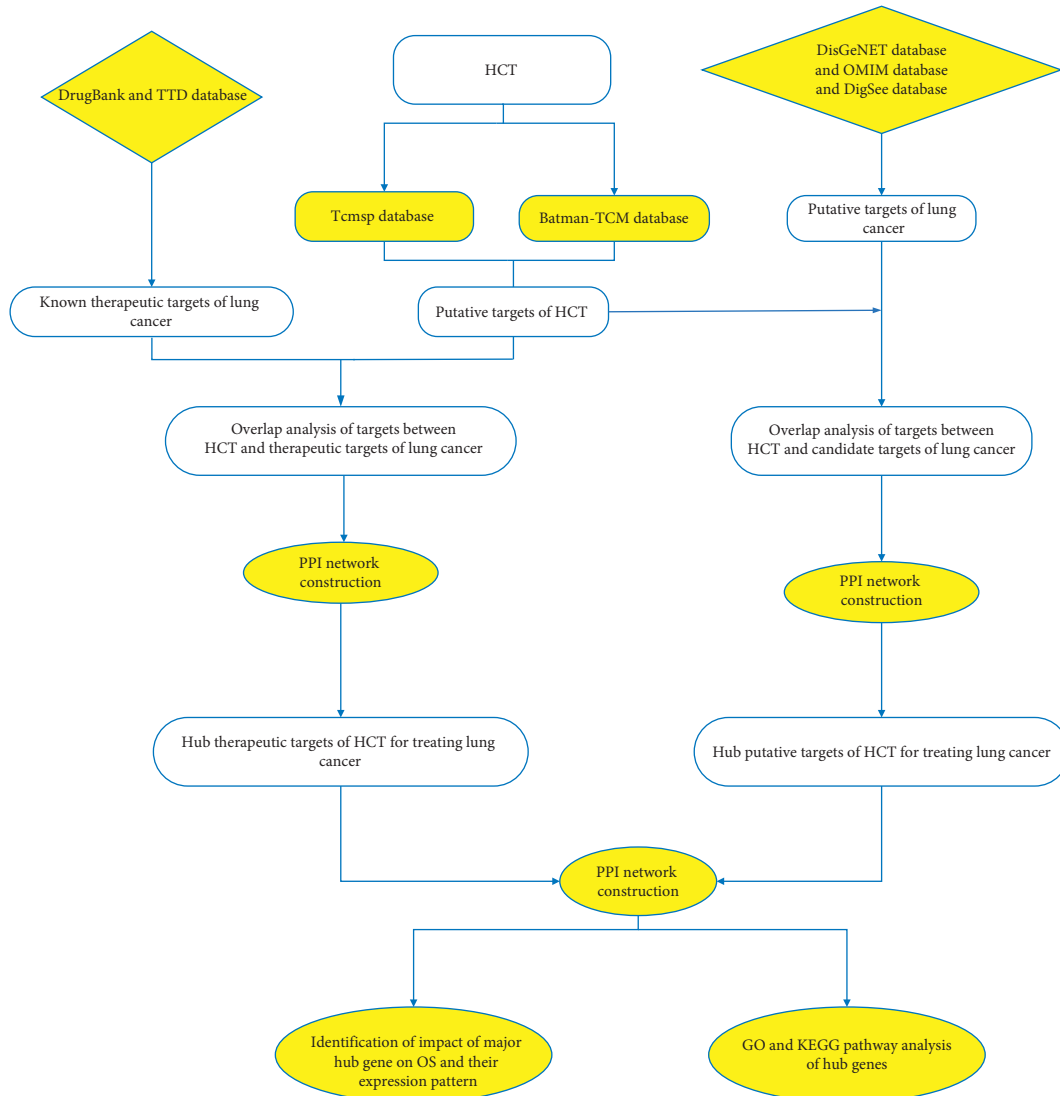 HCT
DrugBank and TTD database
DisGeNET database
and OMIM database
and DigSee database
Tcmsp database
Batman-TCM database
Putative targets of lung
cancer
Known therapeutic targets of lung
cancer
Putative targets of HCT
Overlap analysis of targets between
HCT and therapeutic targets of lung cancer
Overlap analysis of targets between
HCT and candidate targets of lung cancer
PPI network
construction
PPI network
construction
Hub therapeutic targets of HCT for treating lung
cancer
Hub putative targets of HCT for treating lung cancer
PPI network
construction
Identification of impact of major
hub gene on OS and their
expression pattern
GO and KEGG pathway analysis
of hub genes